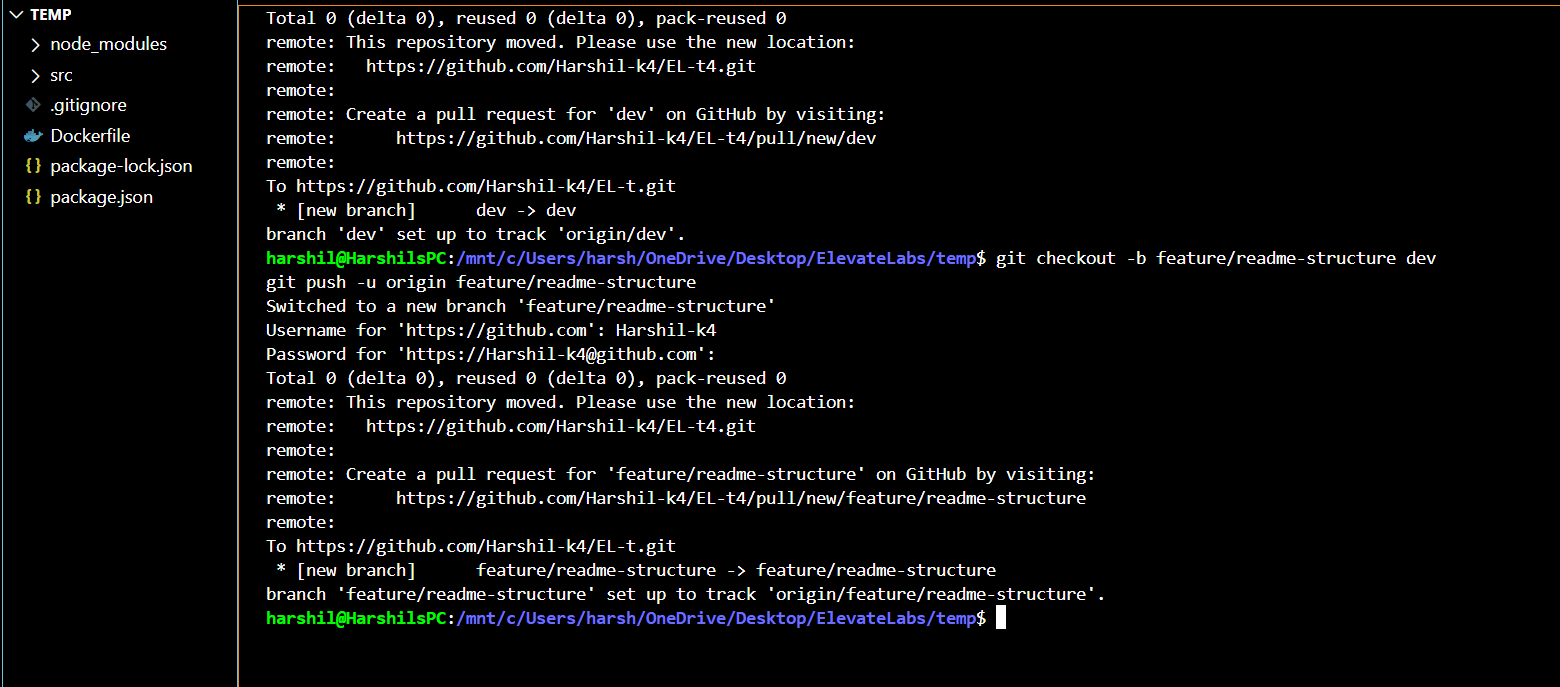 TEMP
node_modules
src
.gitignore
Dockerfile
package-lock.json
package.json
Total 0 (delta 0), reused 0 (delta 0), pack-reused 0
remote: This repository moved. Please use the new location:
remote:   https://github.com/Harshil-k4/EL-t4.git
remote:
remote: Create a pull request for 'dev' on GitHub by visiting:
remote:      https://github.com/Harshil-k4/EL-t4/pull/new/dev
remote:
To https://github.com/Harshil-k4/EL-t.git
 * [new branch]      dev -> dev
branch 'dev' set up to track 'origin/dev'.
harshil@HarshilsPC:/mnt/c/Users/harsh/OneDrive/Desktop/ElevateLabs/temp$ git checkout -b feature/readme-structure dev
git push -u origin feature/readme-structure
Switched to a new branch 'feature/readme-structure'
Username for 'https://github.com': Harshil-k4
Password for 'https://Harshil-k4@github.com':
Total 0 (delta 0), reused 0 (delta 0), pack-reused 0
remote: This repository moved. Please use the new location:
remote:   https://github.com/Harshil-k4/EL-t4.git
remote:
remote: Create a pull request for 'feature/readme-structure' on GitHub by visiting:
remote:      https://github.com/Harshil-k4/EL-t4/pull/new/feature/readme-structure
remote:
To https://github.com/Harshil-k4/EL-t.git
 * [new branch]      feature/readme-structure -> feature/readme-structure
branch 'feature/readme-structure' set up to track 'origin/feature/readme-structure'.
harshil@HarshilsPC:/mnt/c/Users/harsh/OneDrive/Desktop/ElevateLabs/temp$